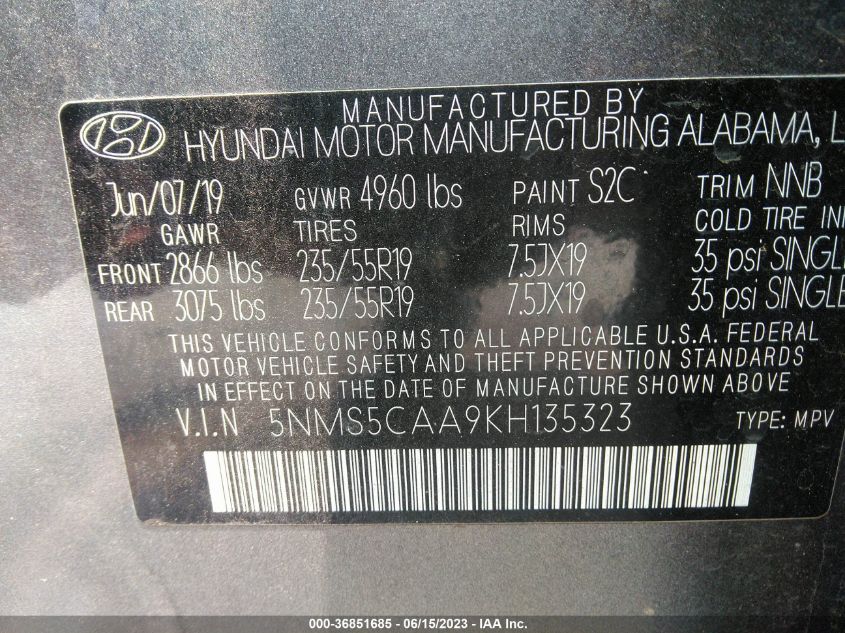 MANUFACTURED BY
HYUNDAI MOTOR MANUFACTURING ALABAMA, L
Jun/07/19 GVWR 4960 lbs PAINT S2C TRIM NNB
GAWR TIRES RIMS COLD TIRE IN
FRONT 2866 lbs 235/55R19 7.5JX19 35 psi SINGLE
REAR 3075 lbs 235/55R19 7.5JX19 35 psi SINGLE
THIS VEHICLE CONFORMS TO ALL APPLICABLE U.S.A. FEDERAL
MOTOR VEHICLE SAFETY AND THEFT PREVENTION STANDARDS
IN EFFECT ON THE DATE OF MANUFACTURE SHOWN ABOVE
V.I.N 5NMS5CAA9KH135323 TYPE: MPV
000-36851685 - 06/15/2023 - IAA Inc.